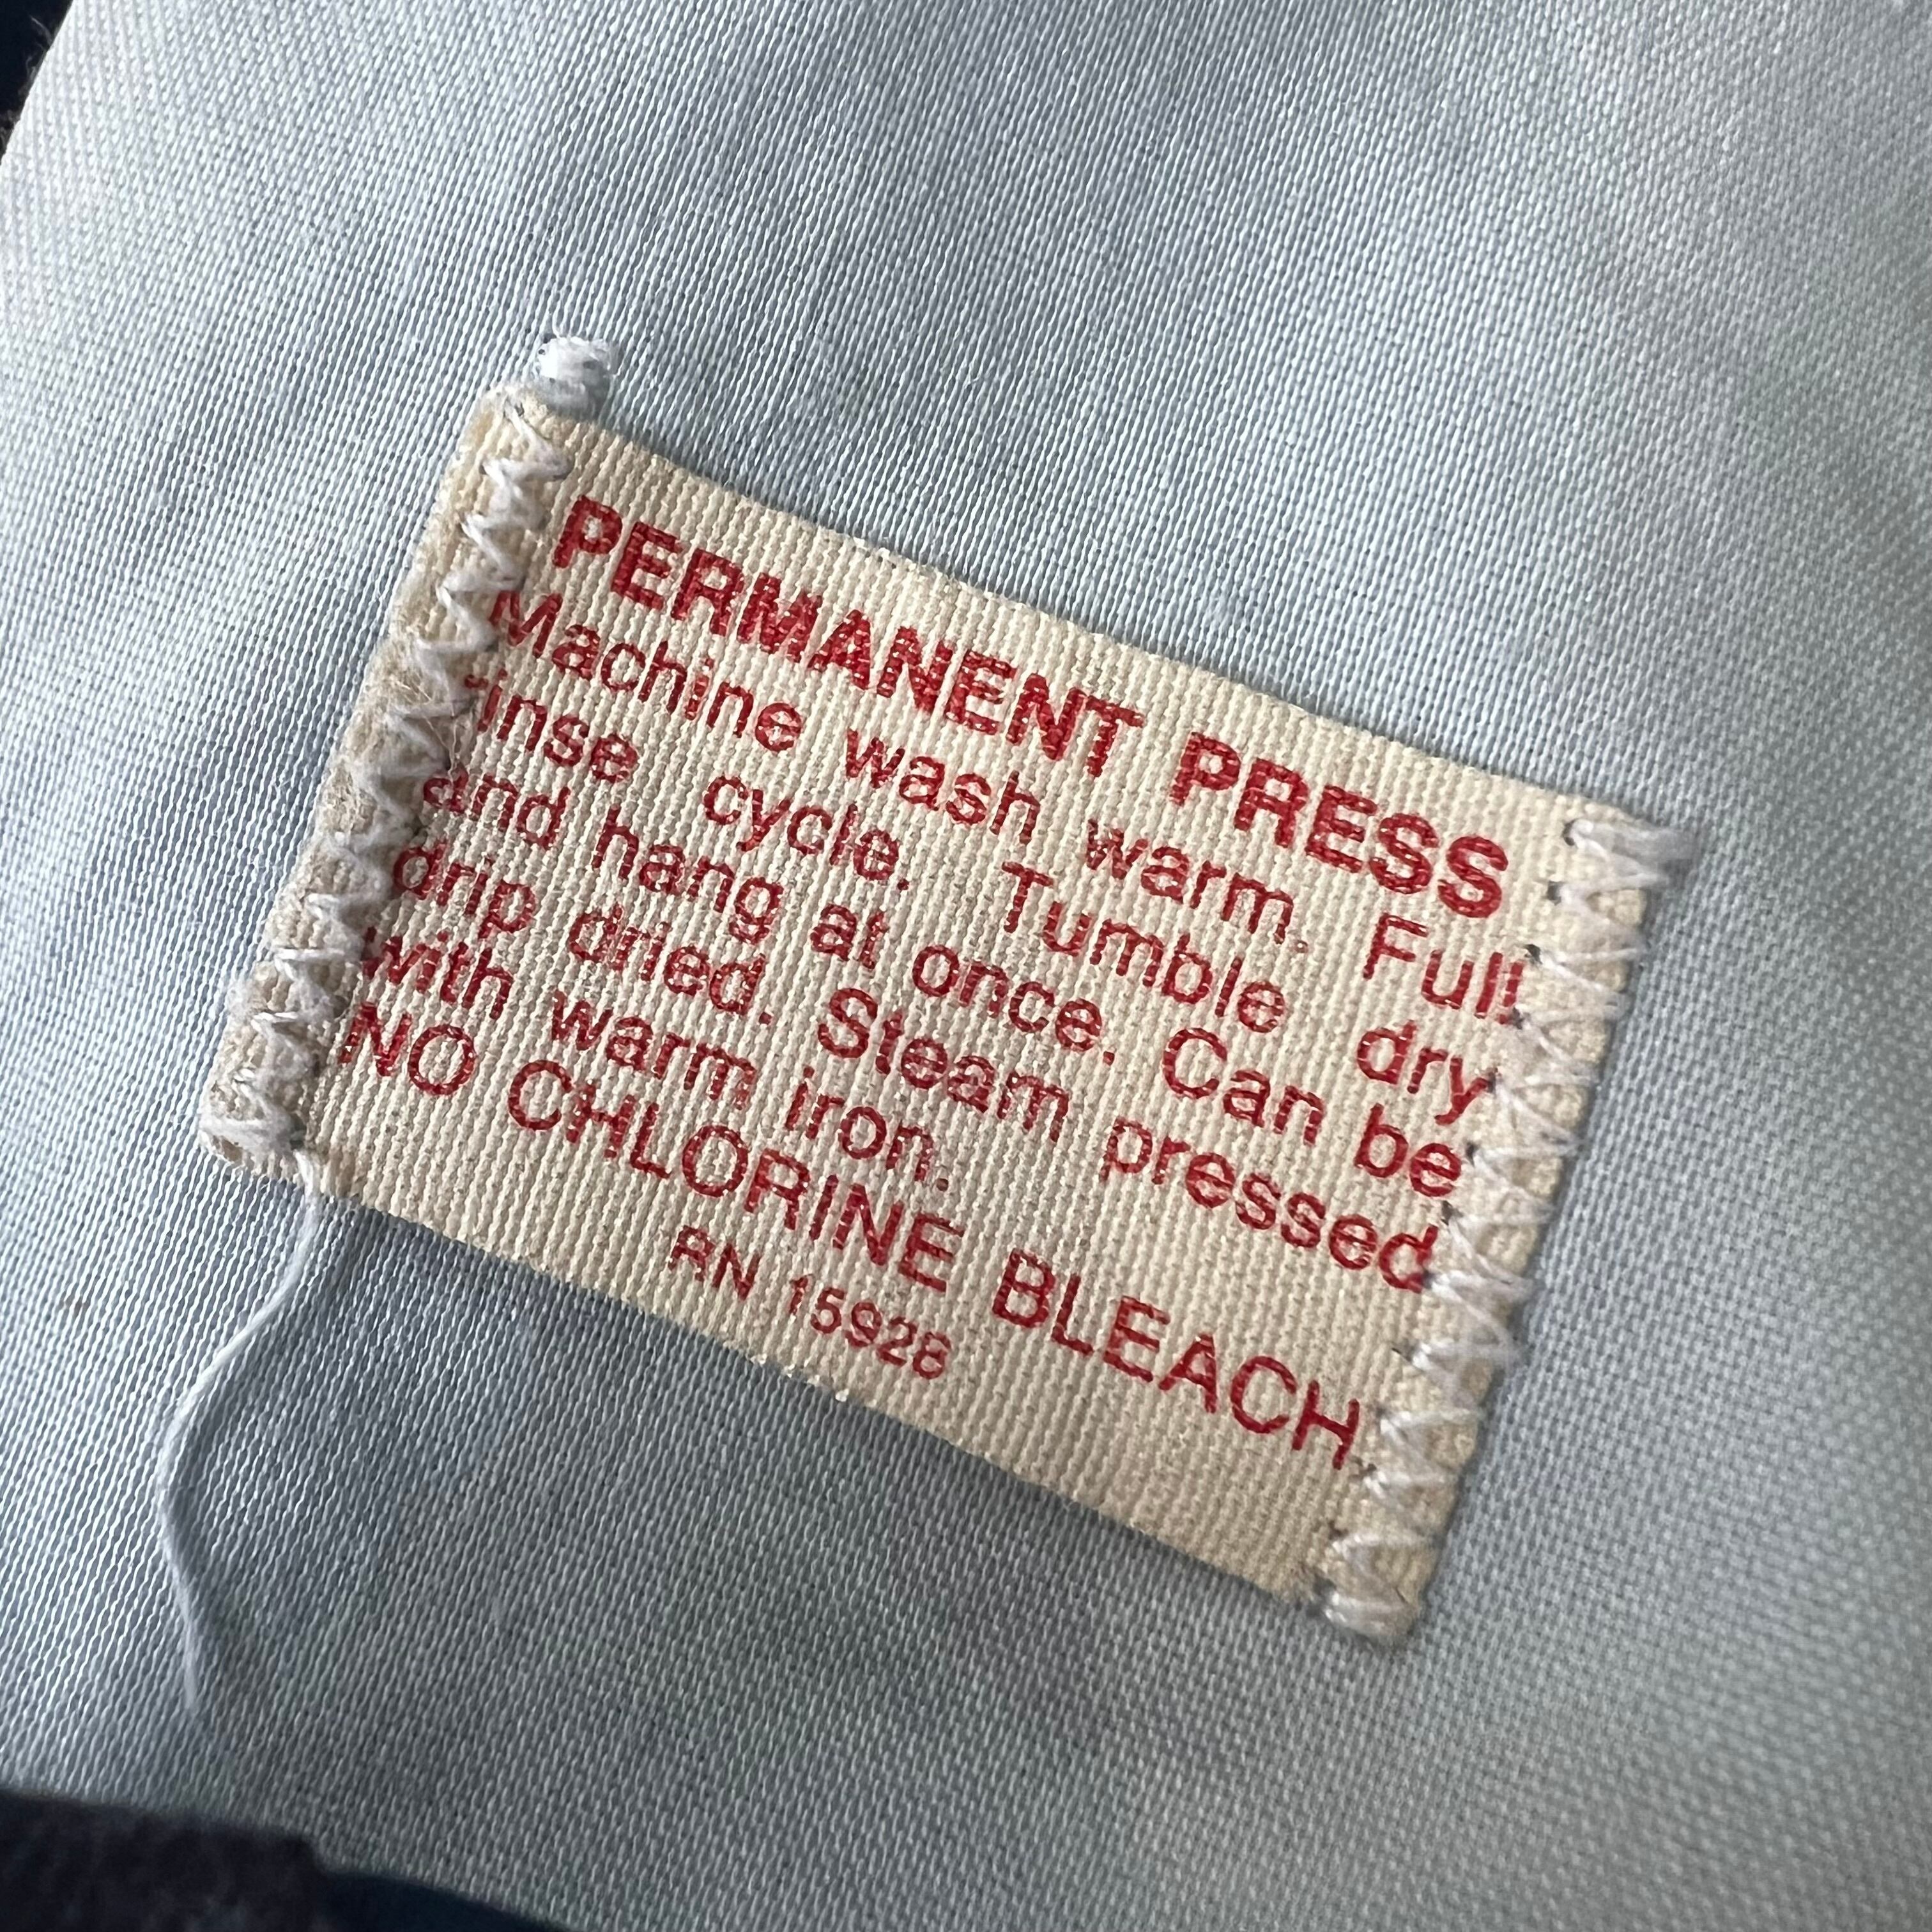 PERMANENT PRESS
Machine wash warm. Full
rinse cycle. Tumble dry
and hang at once. Can be
drip dried. Steam pressed
with warm iron.
NO CHLORINE BLEACH
RN 15928